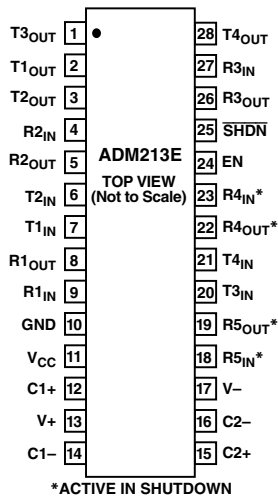 T3OUT 1 28 T4OUT
T1OUT 2 27 R3IN
T2OUT 3 26 R3OUT
R2IN 4 25 SHDN
R2OUT 5 ADM213E 24 EN
TOP VIEW
T2IN 6 (Not to Scale) 23 R4IN*
T1IN 7 22 R4OUT*
R1OUT 8 21 T4IN
R1IN 9 20 T3IN
GND 10 19 R5OUT*
VCC 11 18 R5IN*
C1+ 12 17 V–
V+ 13 16 C2–
C1– 14 15 C2+
*ACTIVE IN SHUTDOWN